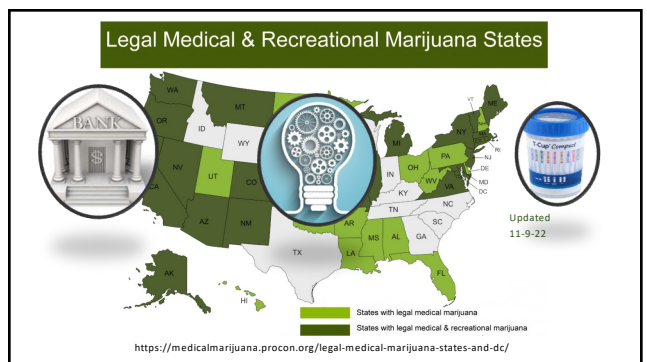 Legal Medical & Recreational Marijuana States
WA
OR
CA
NV
ID
MT
WY
UT
CO
AZ
NM
TX
AK
HI
AR
LA
MS
AL
FL
GA
SC
NC
TN
KY
IN
MI
OH
WV
VA
PA
NY
VT
ME
RI
NJ
DE
MD
DC
BANK
$
T-Cup® Compact
Updated
11-9-22
States with legal medical marijuana
States with legal medical & recreational marijuana
https://medicalmarijuana.procon.org/legal-medical-marijuana-states-and-dc/